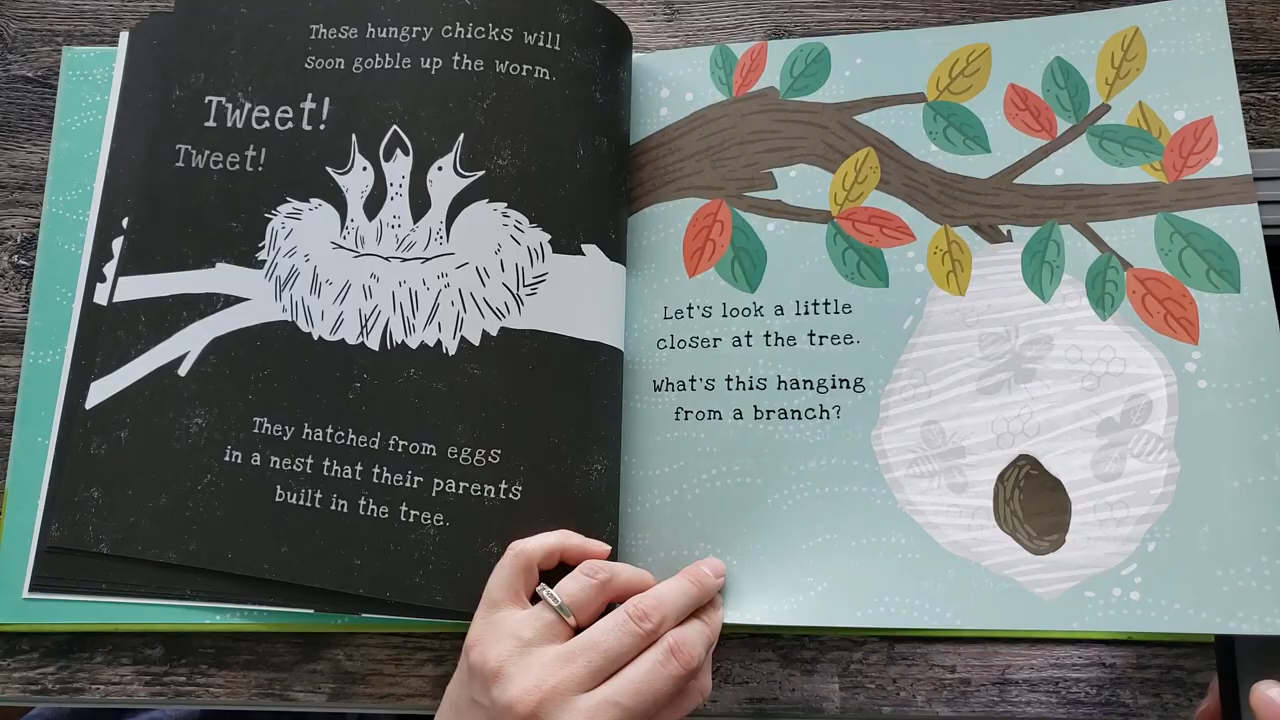 These hungry chicks will
soon gobble up the worm.
Tweet!
Tweet!
They hatched from eggs
in a nest that their parents
built in the tree.
Let's look a little
closer at the tree.
What's this hanging
from a branch?